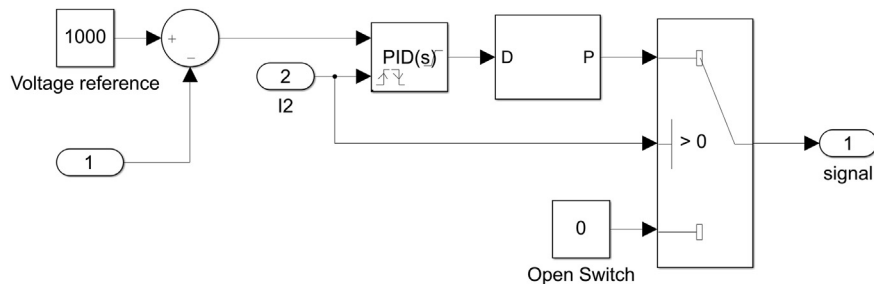 1000
+
−
Voltage reference
1
2
I2
PID(s)
D
P
> 0
0
Open Switch
1
signal